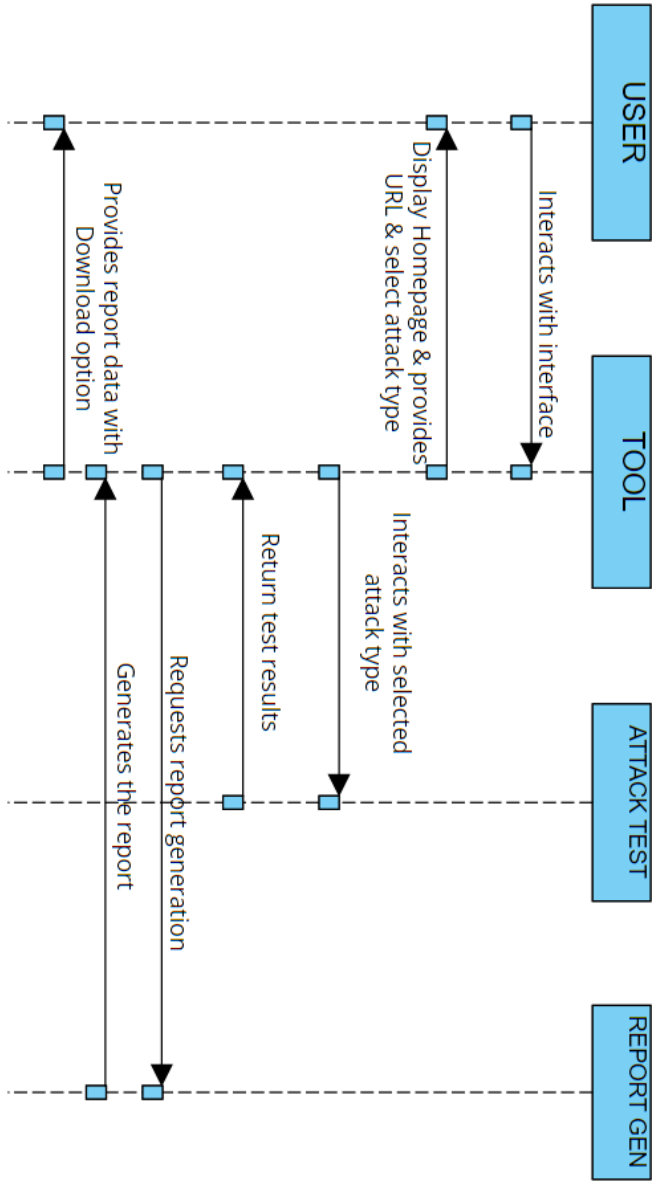 USER
TOOL
ATTACK TEST
REPORT GEN
Interacts with interface
Display Homepage & provides
URL & select attack type
Interacts with selected
attack type
Return test results
Requests report generation
Generates the report
Provides report data with
Download option